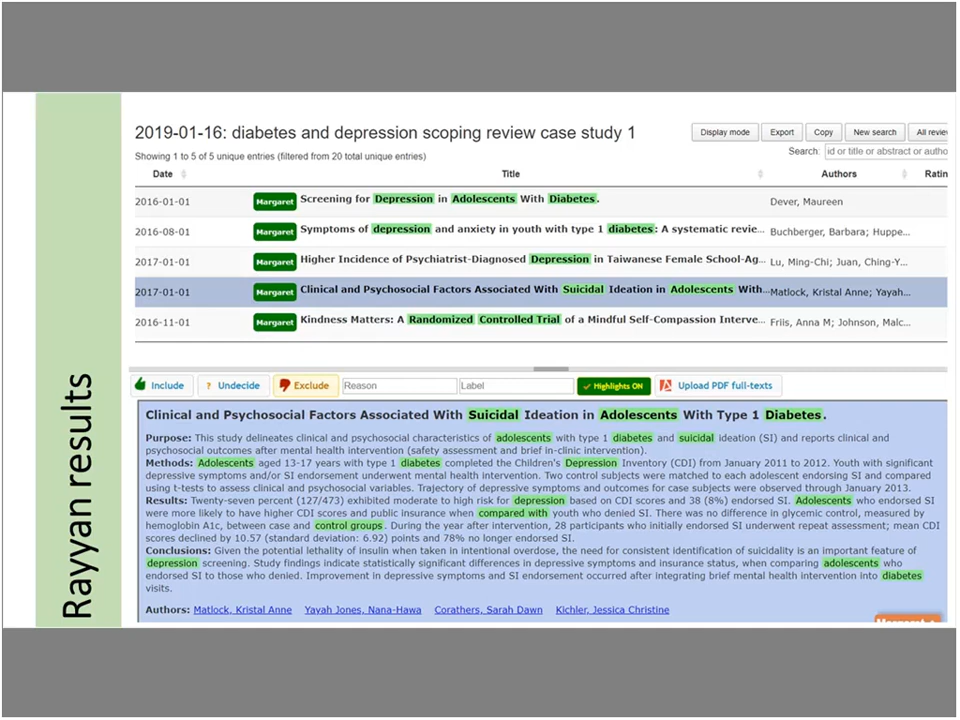 Rayyan results
2019-01-16: diabetes and depression scoping review case study 1
Display mode
Export
Copy
New search
All revie
Showing 1 to 5 of 5 unique entries (filtered from 20 total unique entries)
Search: id or title or abstract or autho
Date Title Authors Ratin
2016-01-01 Margaret Screening for Depression in Adolescents With Diabetes. Dever, Maureen
2016-08-01 Margaret Symptoms of depression and anxiety in youth with type 1 diabetes: A systematic revie... Buchberger, Barbara; Huppe...
2017-01-01 Margaret Higher Incidence of Psychiatrist-Diagnosed Depression in Taiwanese Female School-Ag... Lu, Ming-Chi; Juan, Ching-Y...
2017-01-01 Margaret Clinical and Psychosocial Factors Associated With Suicidal Ideation in Adolescents With... Matlock, Kristal Anne; Yayah...
2016-11-01 Margaret Kindness Matters: A Randomized Controlled Trial of a Mindful Self-Compassion Interve... Friis, Anna M; Johnson, Malc...
Include ? Undecide Exclude Reason Label Highlights ON Upload PDF full-texts
Clinical and Psychosocial Factors Associated With Suicidal Ideation in Adolescents With Type 1 Diabetes.
Purpose: This study delineates clinical and psychosocial characteristics of adolescents with type 1 diabetes and suicidal ideation (SI) and reports clinical and
psychosocial outcomes after mental health intervention (safety assessment and brief in-clinic intervention).
Methods: Adolescents aged 13-17 years with type 1 diabetes completed the Children's Depression Inventory (CDI) from January 2011 to 2012. Youth with significant
depressive symptoms and/or SI endorsement underwent mental health intervention. Two control subjects were matched to each adolescent endorsing SI and compared
using t-tests to assess clinical and psychosocial variables. Trajectory of depressive symptoms and outcomes for case subjects were observed through January 2013.
Results: Twenty-seven percent (127/473) exhibited moderate to high risk for depression based on CDI scores and 38 (8%) endorsed SI. Adolescents who endorsed SI
were more likely to have higher CDI scores and public insurance when compared with youth who denied SI. There was no difference in glycemic control, measured by
hemoglobin A1c, between case and control groups. During the year after intervention, 28 participants who initially endorsed SI underwent repeat assessment; mean CDI
scores declined by 10.57 (standard deviation: 6.92) points and 78% no longer endorsed SI.
Conclusions: Given the potential lethality of insulin when taken in intentional overdose, the need for consistent identification of suicidality is an important feature of
depression screening. Study findings indicate statistically significant differences in depressive symptoms and insurance status, when comparing adolescents who
endorsed SI to those who denied. Improvement in depressive symptoms and SI endorsement occurred after integrating brief mental health intervention into diabetes
visits.
Authors: Matlock, Kristal Anne Yayah Jones, Nana-Hawa Corathers, Sarah Dawn Kichler, Jessica Christine